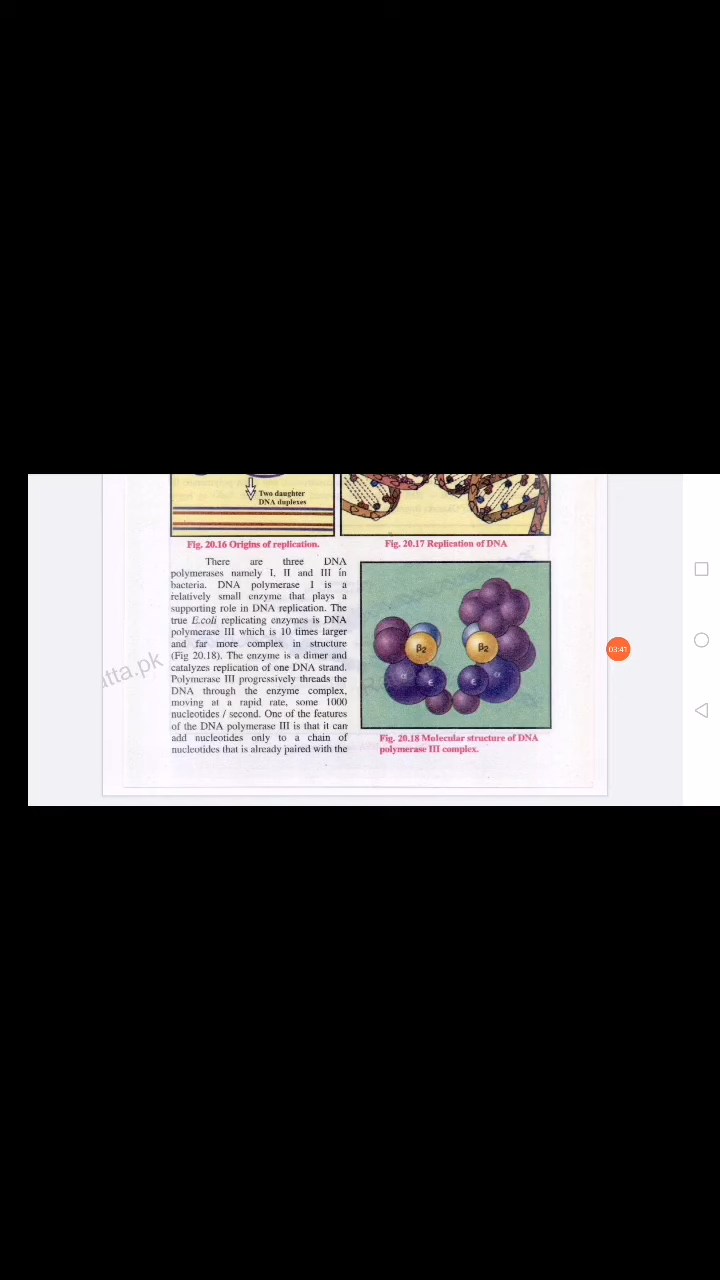 Two daughter
DNA duplexes
Fig. 20.16 Origins of replication.
Fig. 20.17 Replication of DNA
There are three DNA
polymerases namely I, II and III in
bacteria. DNA polymerase I is a
relatively small enzyme that plays a
supporting role in DNA replication. The
true E.coli replicating enzymes is DNA
polymerase III which is 10 times larger
and far more complex in structure
(Fig 20.18). The enzyme is a dimer and
catalyzes replication of one DNA strand.
Polymerase III progressively threads the
DNA through the enzyme complex,
moving at a rapid rate, some 1000
nucleotides / second. One of the features
of the DNA polymerase III is that it can
add nucleotides only to a chain of
nucleotides that is already paired with the
β2
β2
ε
ε
Fig. 20.18 Molecular structure of DNA
polymerase III complex.
03:41